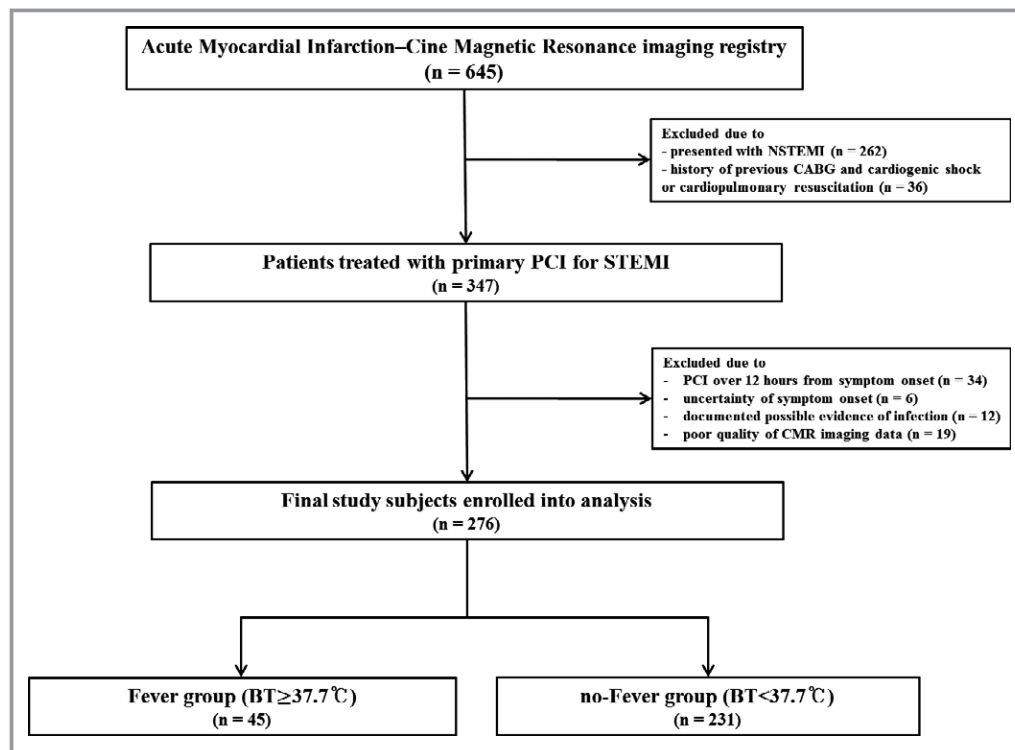 Acute Myocardial Infarction–Cine Magnetic Resonance imaging registry
(n = 645)
Excluded due to
- presented with NSTEMI (n = 262)
- history of previous CABG and cardiogenic shock
or cardiopulmonary resuscitation (n = 36)
Patients treated with primary PCI for STEMI
(n = 347)
Excluded due to
- PCI over 12 hours from symptom onset (n = 34)
- uncertainty of symptom onset (n = 6)
- documented possible evidence of infection (n = 12)
- poor quality of CMR imaging data (n = 19)
Final study subjects enrolled into analysis
(n = 276)
Fever group (BT≥37.7℃)
(n = 45)
no-Fever group (BT<37.7℃)
(n = 231)